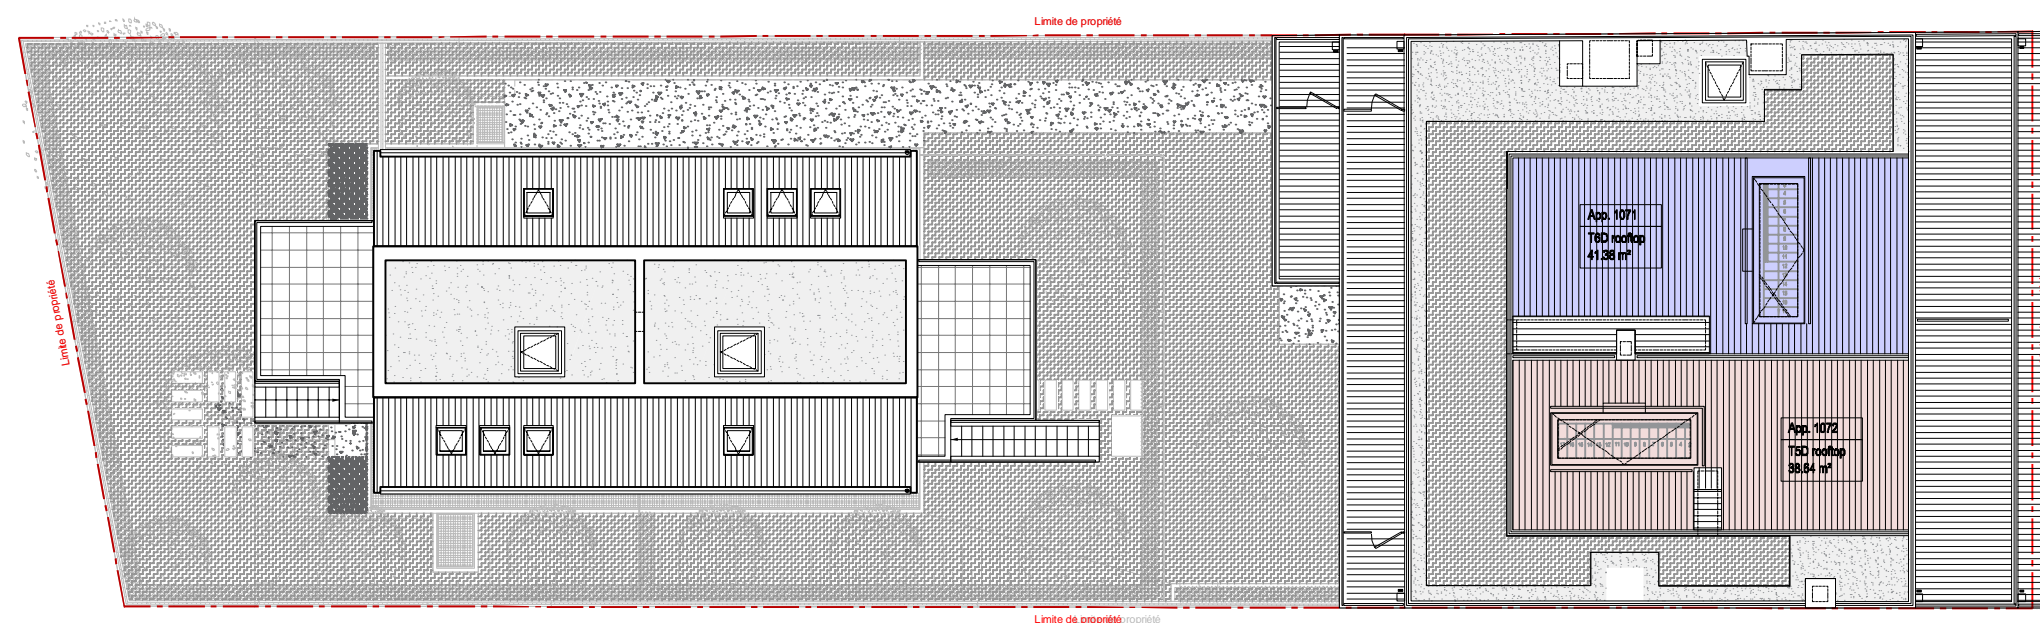 Limite de propriété
App. 1071
T6D rooftop
41.38 m²
Limite de propriété
App. 1072
T5D rooftop
38.64 m²
Limite de propriété